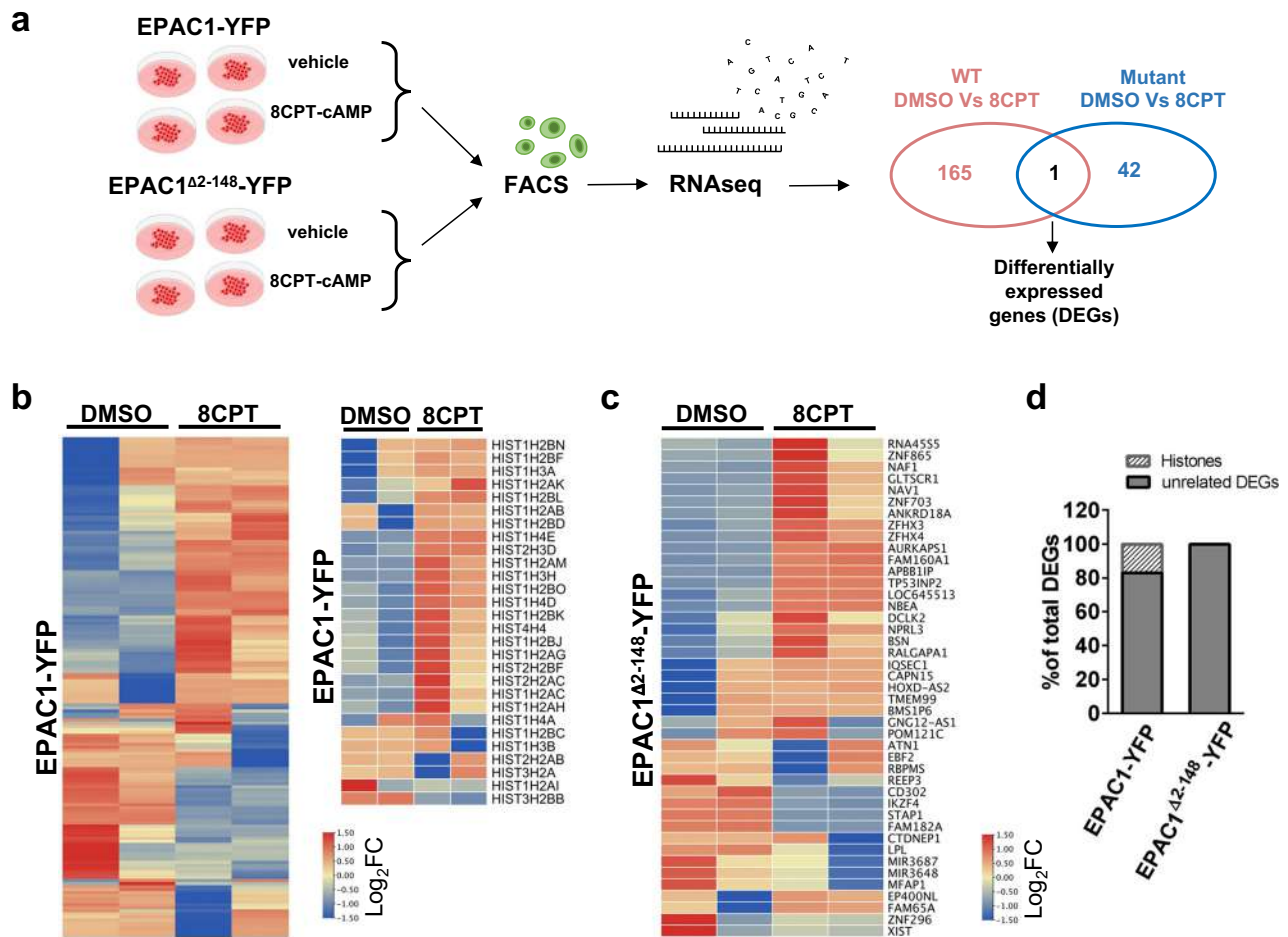 a
EPAC1-YFP
vehicle
8CPT-cAMP
EPAC1Δ2-148-YFP
vehicle
8CPT-cAMP
FACS
A C G T C A T
A T C
T C T G A
A C G C
RNAseq
WT
DMSO Vs 8CPT
Mutant
DMSO Vs 8CPT
165
1
42
Differentially
expressed
genes (DEGs)
b
DMSO 8CPT
EPAC1-YFP
1.50
1.00
0.50
0.00
-0.50
-1.00
-1.50
Log2FC
DMSO 8CPT
EPAC1-YFP
HIST1H2BN
HIST1H2BF
HIST1H3A
HIST1H2AK
HIST1H2BL
HIST1H2AB
HIST1H2BD
HIST1H4E
HIST2H3D
HIST1H2AM
HIST1H3H
HIST1H2BO
HIST1H4D
HIST1H2BK
HIST4H4
HIST1H2BJ
HIST1H2AG
HIST2H2BF
HIST2H2AC
HIST1H2AC
HIST1H2AH
HIST1H4A
HIST1H2BC
HIST1H3B
HIST2H2AB
HIST3H2A
HIST1H2AI
HIST3H2BB
c
DMSO 8CPT
EPAC1Δ2-148-YFP
RNA45S5
ZNF865
NAF1
GLTSCR1
NAV1
ZNF703
ANKRD18A
ZFHX3
ZFHX4
AURKAPS1
FAM160A1
APBB1IP
TP53INP2
LOC645513
NBEA
DCLK2
NPRL3
BSN
RALGAPA1
IQSEC1
CAPN15
HOXD-AS2
TMEM99
BMS1P6
GNG12-AS1
POM121C
ATN1
EBF2
RBPMS
REEP3
CD302
IKZF4
STAP1
FAM182A
CTDNEP1
LPL
MIR3687
MIR3648
MFAP1
EP400NL
FAM65A
ZNF296
XIST
1.50
1.00
0.50
0.00
-0.50
-1.00
-1.50
Log2FC
d
Histones
unrelated DEGs
%of total DEGs
120
100
80
60
40
20
0
EPAC1-YFP
EPAC1Δ2-148-YFP